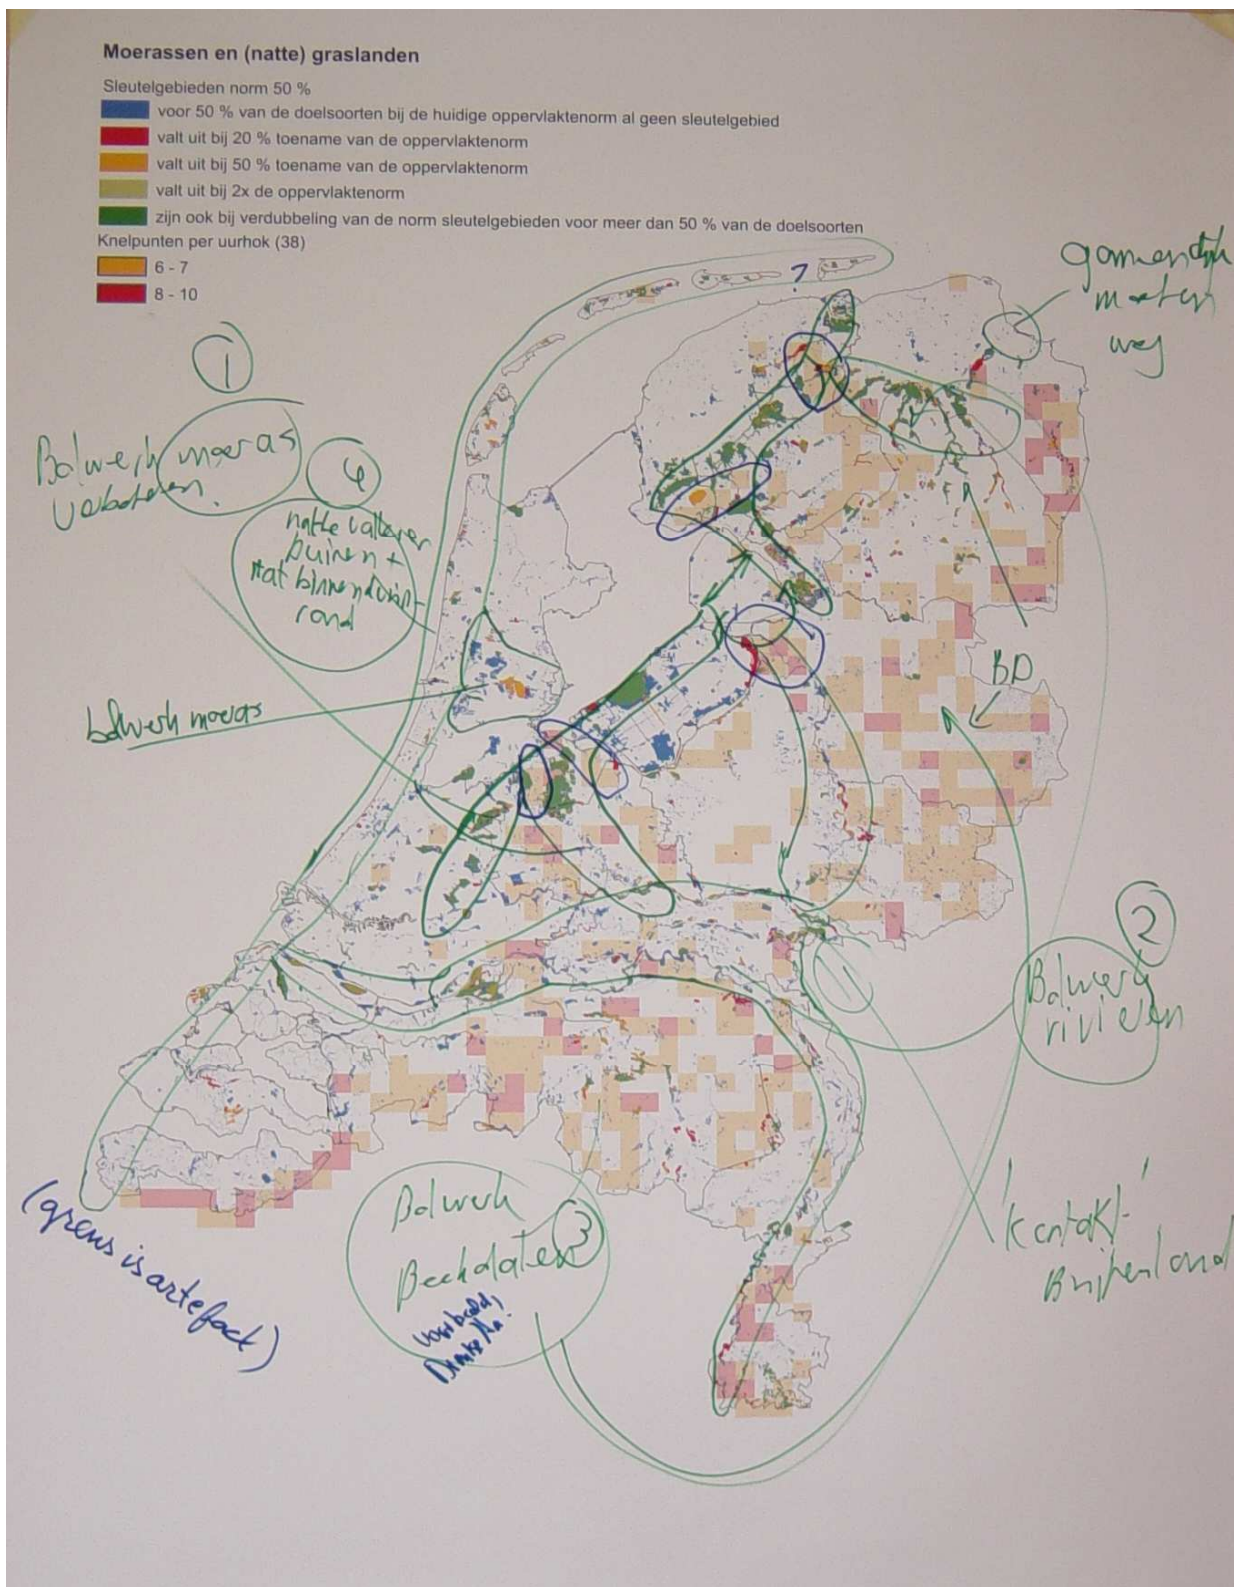 Moerassen en (natte) graslanden
Sleutelgebieden norm 50 %
voor 50 % van de doelsoorten bij de huidige oppervlaktenorm al geen sleutelgebied
valt uit bij 20 % toename van de oppervlaktenorm
valt uit bij 50 % toename van de oppervlaktenorm
valt uit bij 2x de oppervlaktenorm
zijn ook bij verdubbeling van de norm sleutelgebieden voor meer dan 50 % van de doelsoorten
Knelpunten per uurhok (38)
6 - 7
8 - 10
?
moeten
weg
1
Bolwerk moeras
4
natte
duinen +
nat binnenduin-
rand
bolwerk moeras
BD
2
Bolwerk
rivieren
Bolwerk
3
Beekdalen
(grens is artefact)
'Kontakt'
Buitenland